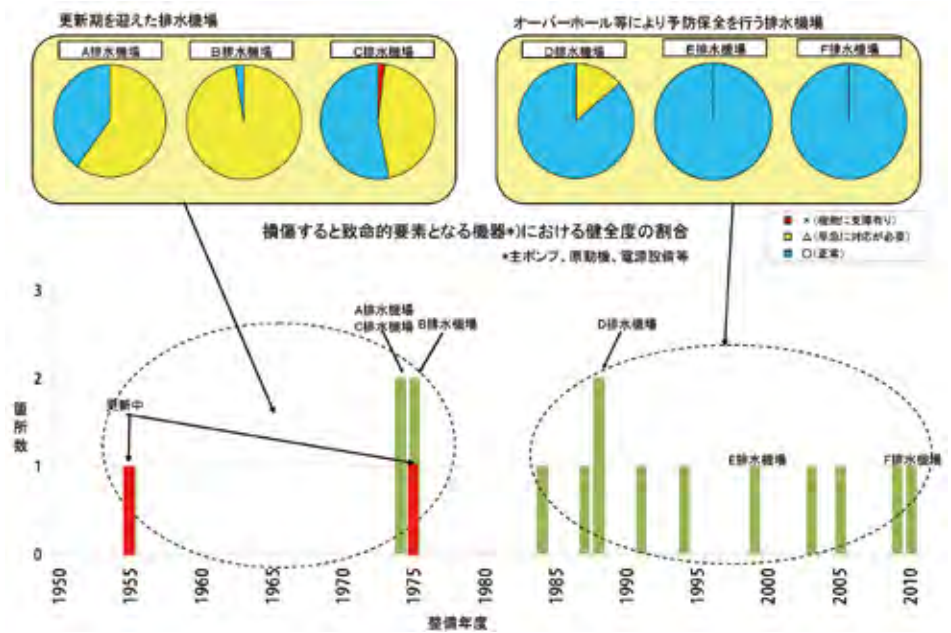 更新期を迎えた排水機場
オーバーホール等により予防保全を行う排水機場
A排水機場
B排水機場
C排水機場
D排水機場
E排水機場
F排水機場
×(機能に支障有り)
△(早急に対応が必要)
○(正常)
損傷すると致命的要素となる機器*)における健全度の割合
*主ポンプ、原動機、電源設備等
3
2
1
0
箇所数
更新中
A排水機場
C排水機場
B排水機場
D排水機場
E排水機場
F排水機場
1950
1955
1960
1965
1970
1975
1980
1985
1990
1995
2000
2005
2010
整備年度